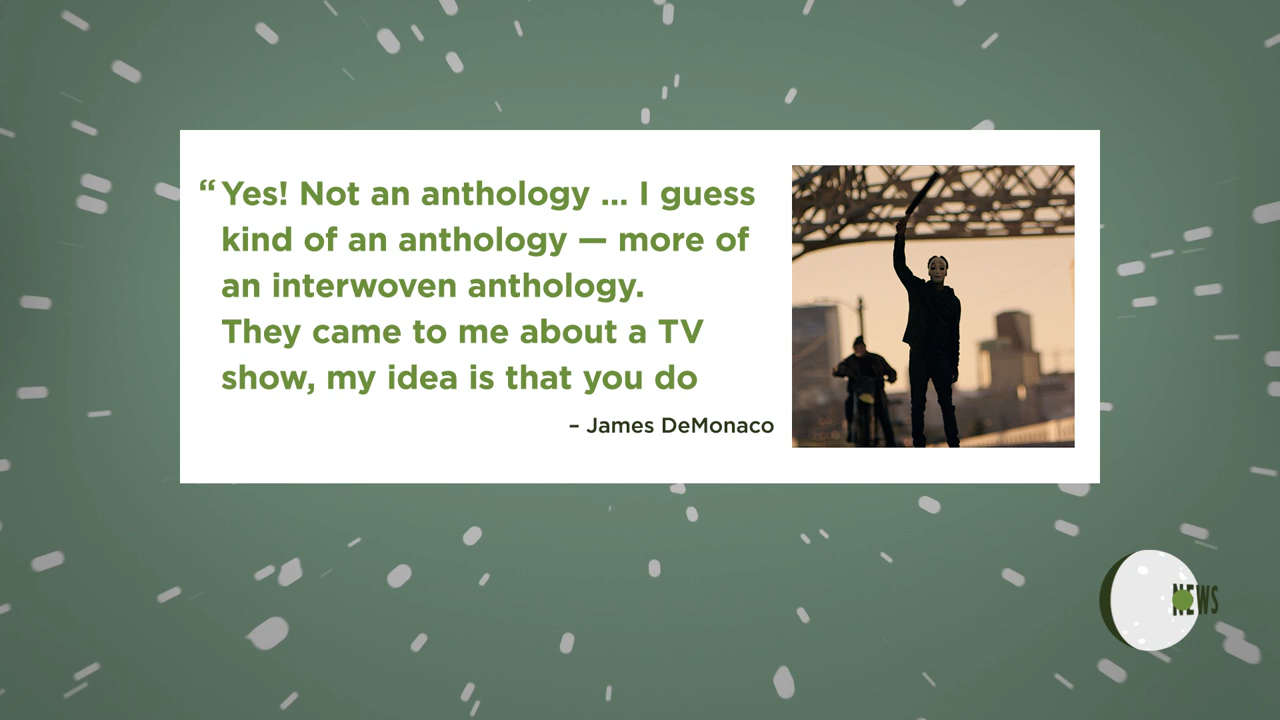 “Yes! Not an anthology ... I guess
kind of an anthology — more of
an interwoven anthology.
They came to me about a TV
show, my idea is that you do
– James DeMonaco
NEWS